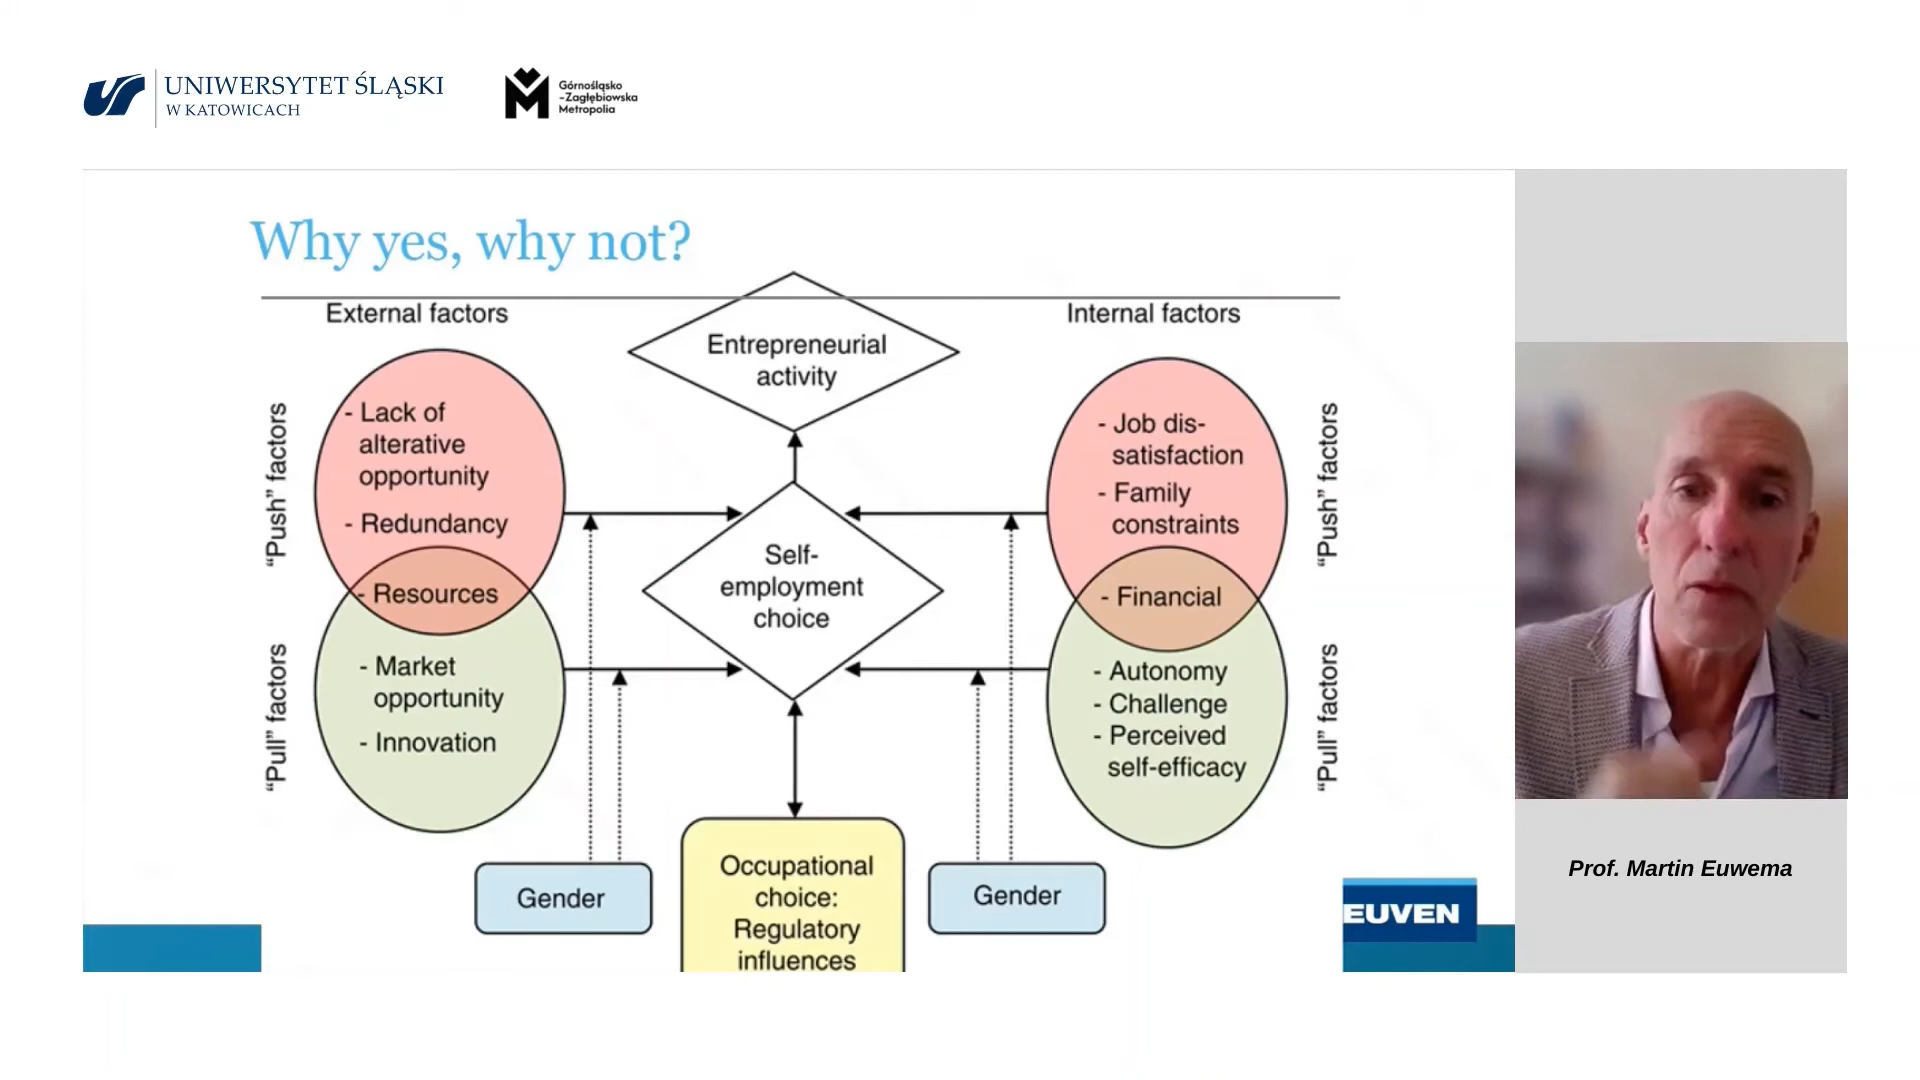 UNIWERSYTET ŚLĄSKI
W KATOWICACH
Górnośląsko
-Zagłębiowska
Metropolia
Why yes, why not?
External factors
Internal factors
Entrepreneurial
activity
"Push" factors
- Lack of
alterative
opportunity
- Redundancy
- Resources
"Pull" factors
- Market
opportunity
- Innovation
Self-
employment
choice
- Job dis-
satisfaction
- Family
constraints
- Financial
- Autonomy
- Challenge
- Perceived
self-efficacy
"Push" factors
"Pull" factors
Gender
Occupational
choice:
Regulatory
influences
Gender
EUVEN
Prof. Martin Euwema